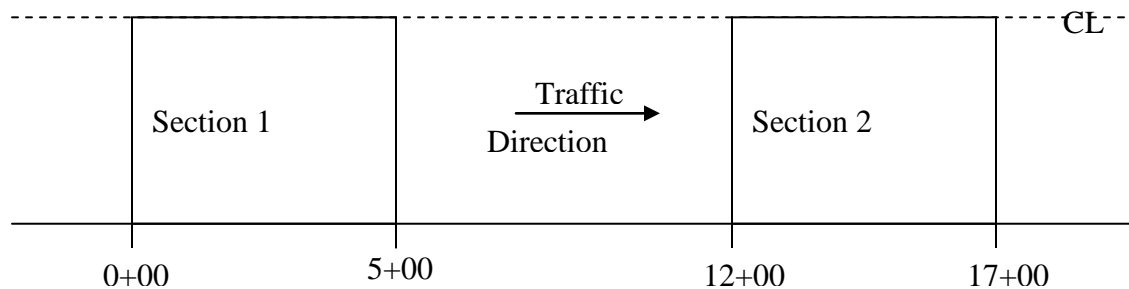 CL
Traffic
Section 1
Section 2
Direction
0+00
5+00
12+00
17+00